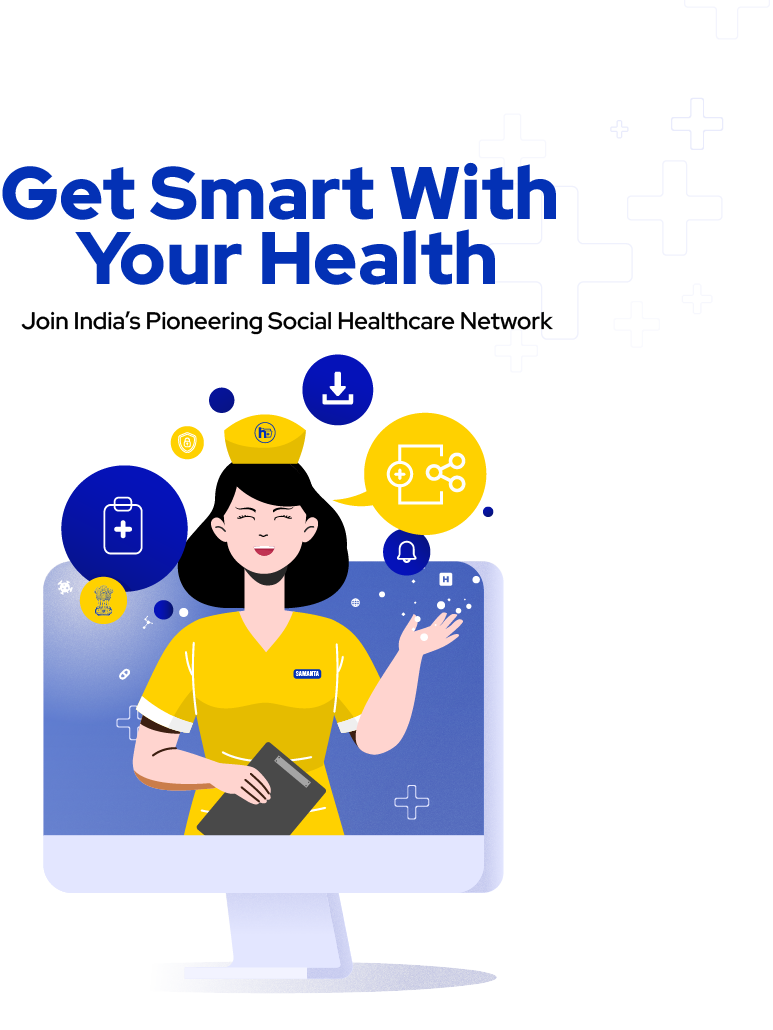 Get Smart With
Your Health
Join India’s Pioneering Social Healthcare Network
H
SAMANTA